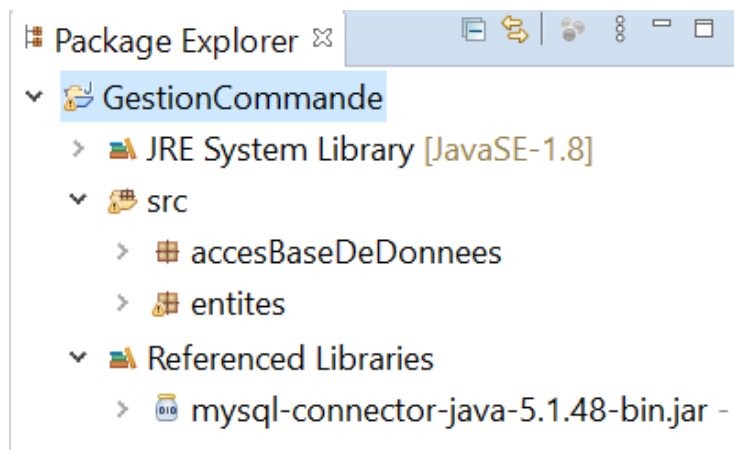 Package Explorer
GestionCommande
JRE System Library [JavaSE-1.8]
src
accesBaseDeDonnees
entites
Referenced Libraries
mysql-connector-java-5.1.48-bin.jar -